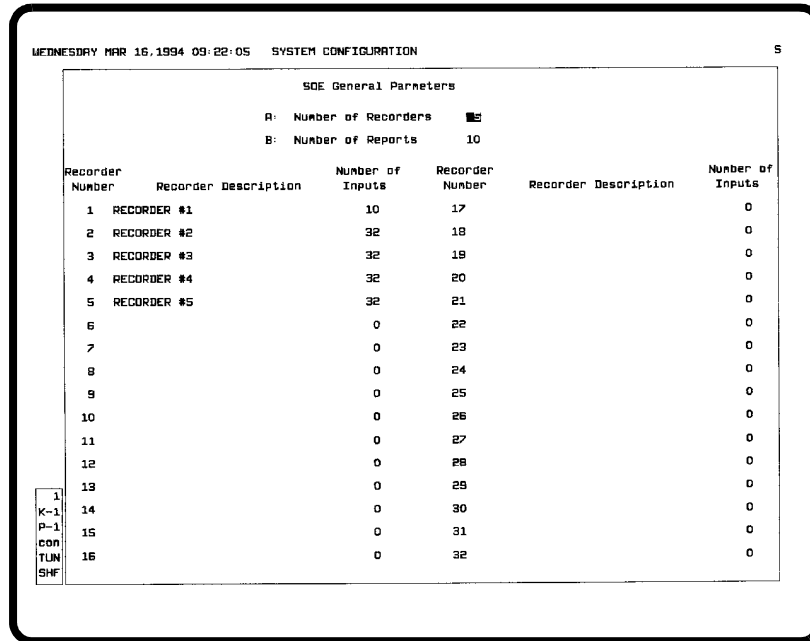 WEDNESDAY MAR 16,1994 09:22:05 SYSTEM CONFIGURATION S
SOE General Parmeters
A: Number of Recorders 5
B: Number of Reports 10
Recorder Number Recorder Description Number of Inputs Recorder Number Recorder Description Number of Inputs
1 RECORDER #1 10 17 0
2 RECORDER #2 32 18 0
3 RECORDER #3 32 19 0
4 RECORDER #4 32 20 0
5 RECORDER #5 32 21 0
6 0 22 0
7 0 23 0
8 0 24 0
9 0 25 0
10 0 26 0
11 0 27 0
12 0 28 0
13 0 29 0
14 0 30 0
15 0 31 0
16 0 32 0
1
K-1
P-1
con
TUN
SHF